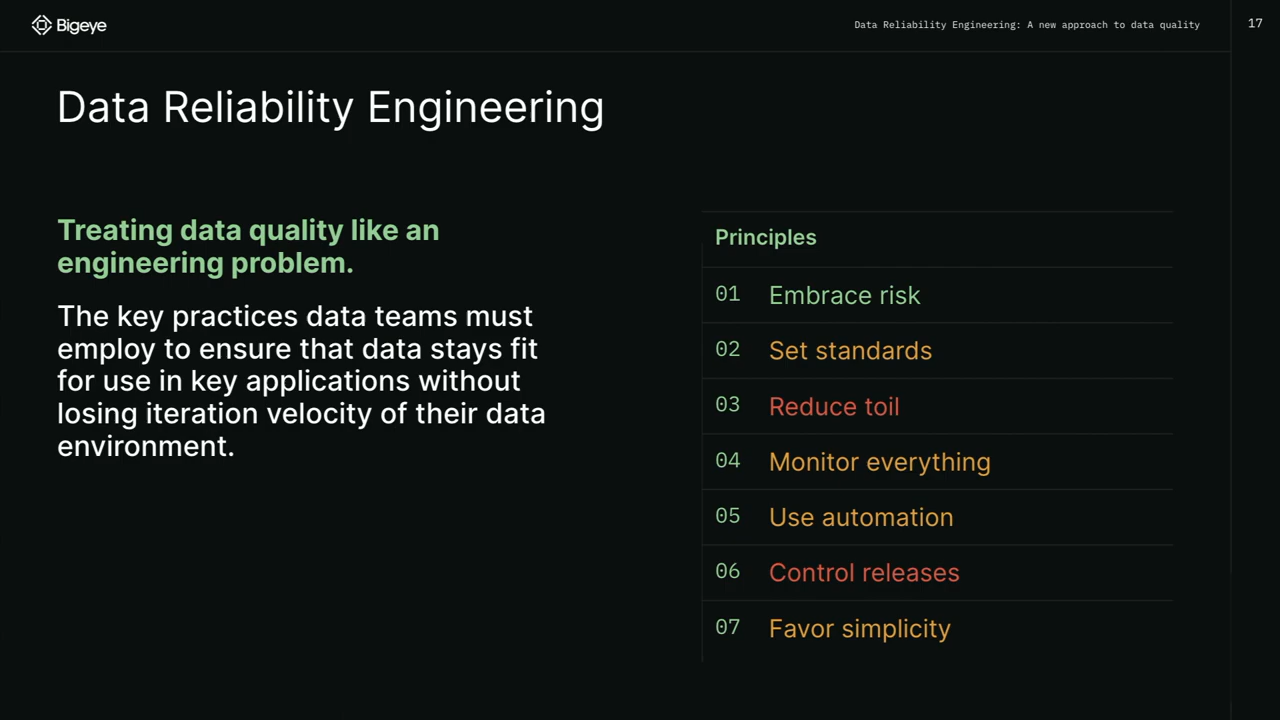 Bigeye
Data Reliability Engineering: A new approach to data quality
17
Data Reliability Engineering
Treating data quality like an
engineering problem.
The key practices data teams must
employ to ensure that data stays fit
for use in key applications without
losing iteration velocity of their data
environment.
Principles
01 Embrace risk
02 Set standards
03 Reduce toil
04 Monitor everything
05 Use automation
06 Control releases
07 Favor simplicity